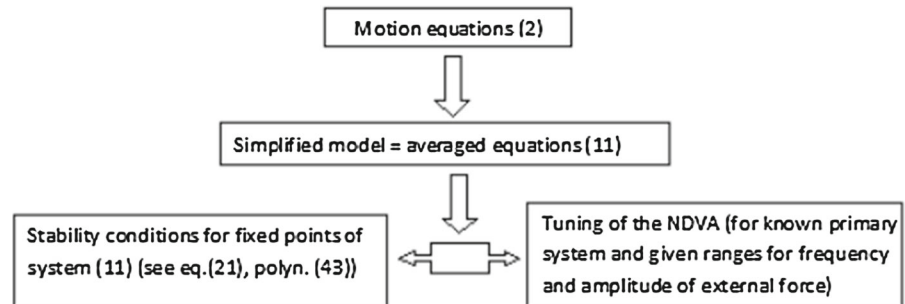 Motion equations (2)
Simplified model = averaged equations (11)
Stability conditions for fixed points of
system (11) (see eq.(21), polyn. (43))
Tuning of the NDVA (for known primary
system and given ranges for frequency
and amplitude of external force)